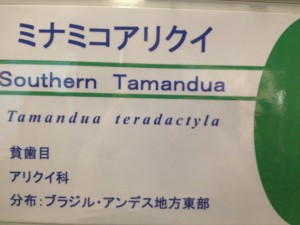 ミナミコアリクイ
Southern Tamandua
Tamandua teradactyla
貧歯目
アリクイ科
分布:ブラジル・アンデス地方東部